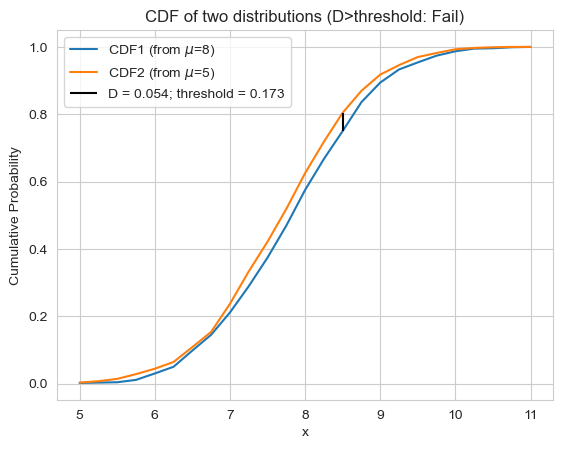 CDF of two distributions (D>threshold: Fail)
CDF1 (from μ=8)
CDF2 (from μ=5)
D = 0.054; threshold = 0.173
Cumulative Probability
1.0
0.8
0.6
0.4
0.2
0.0
5 6 7 8 9 10 11
x